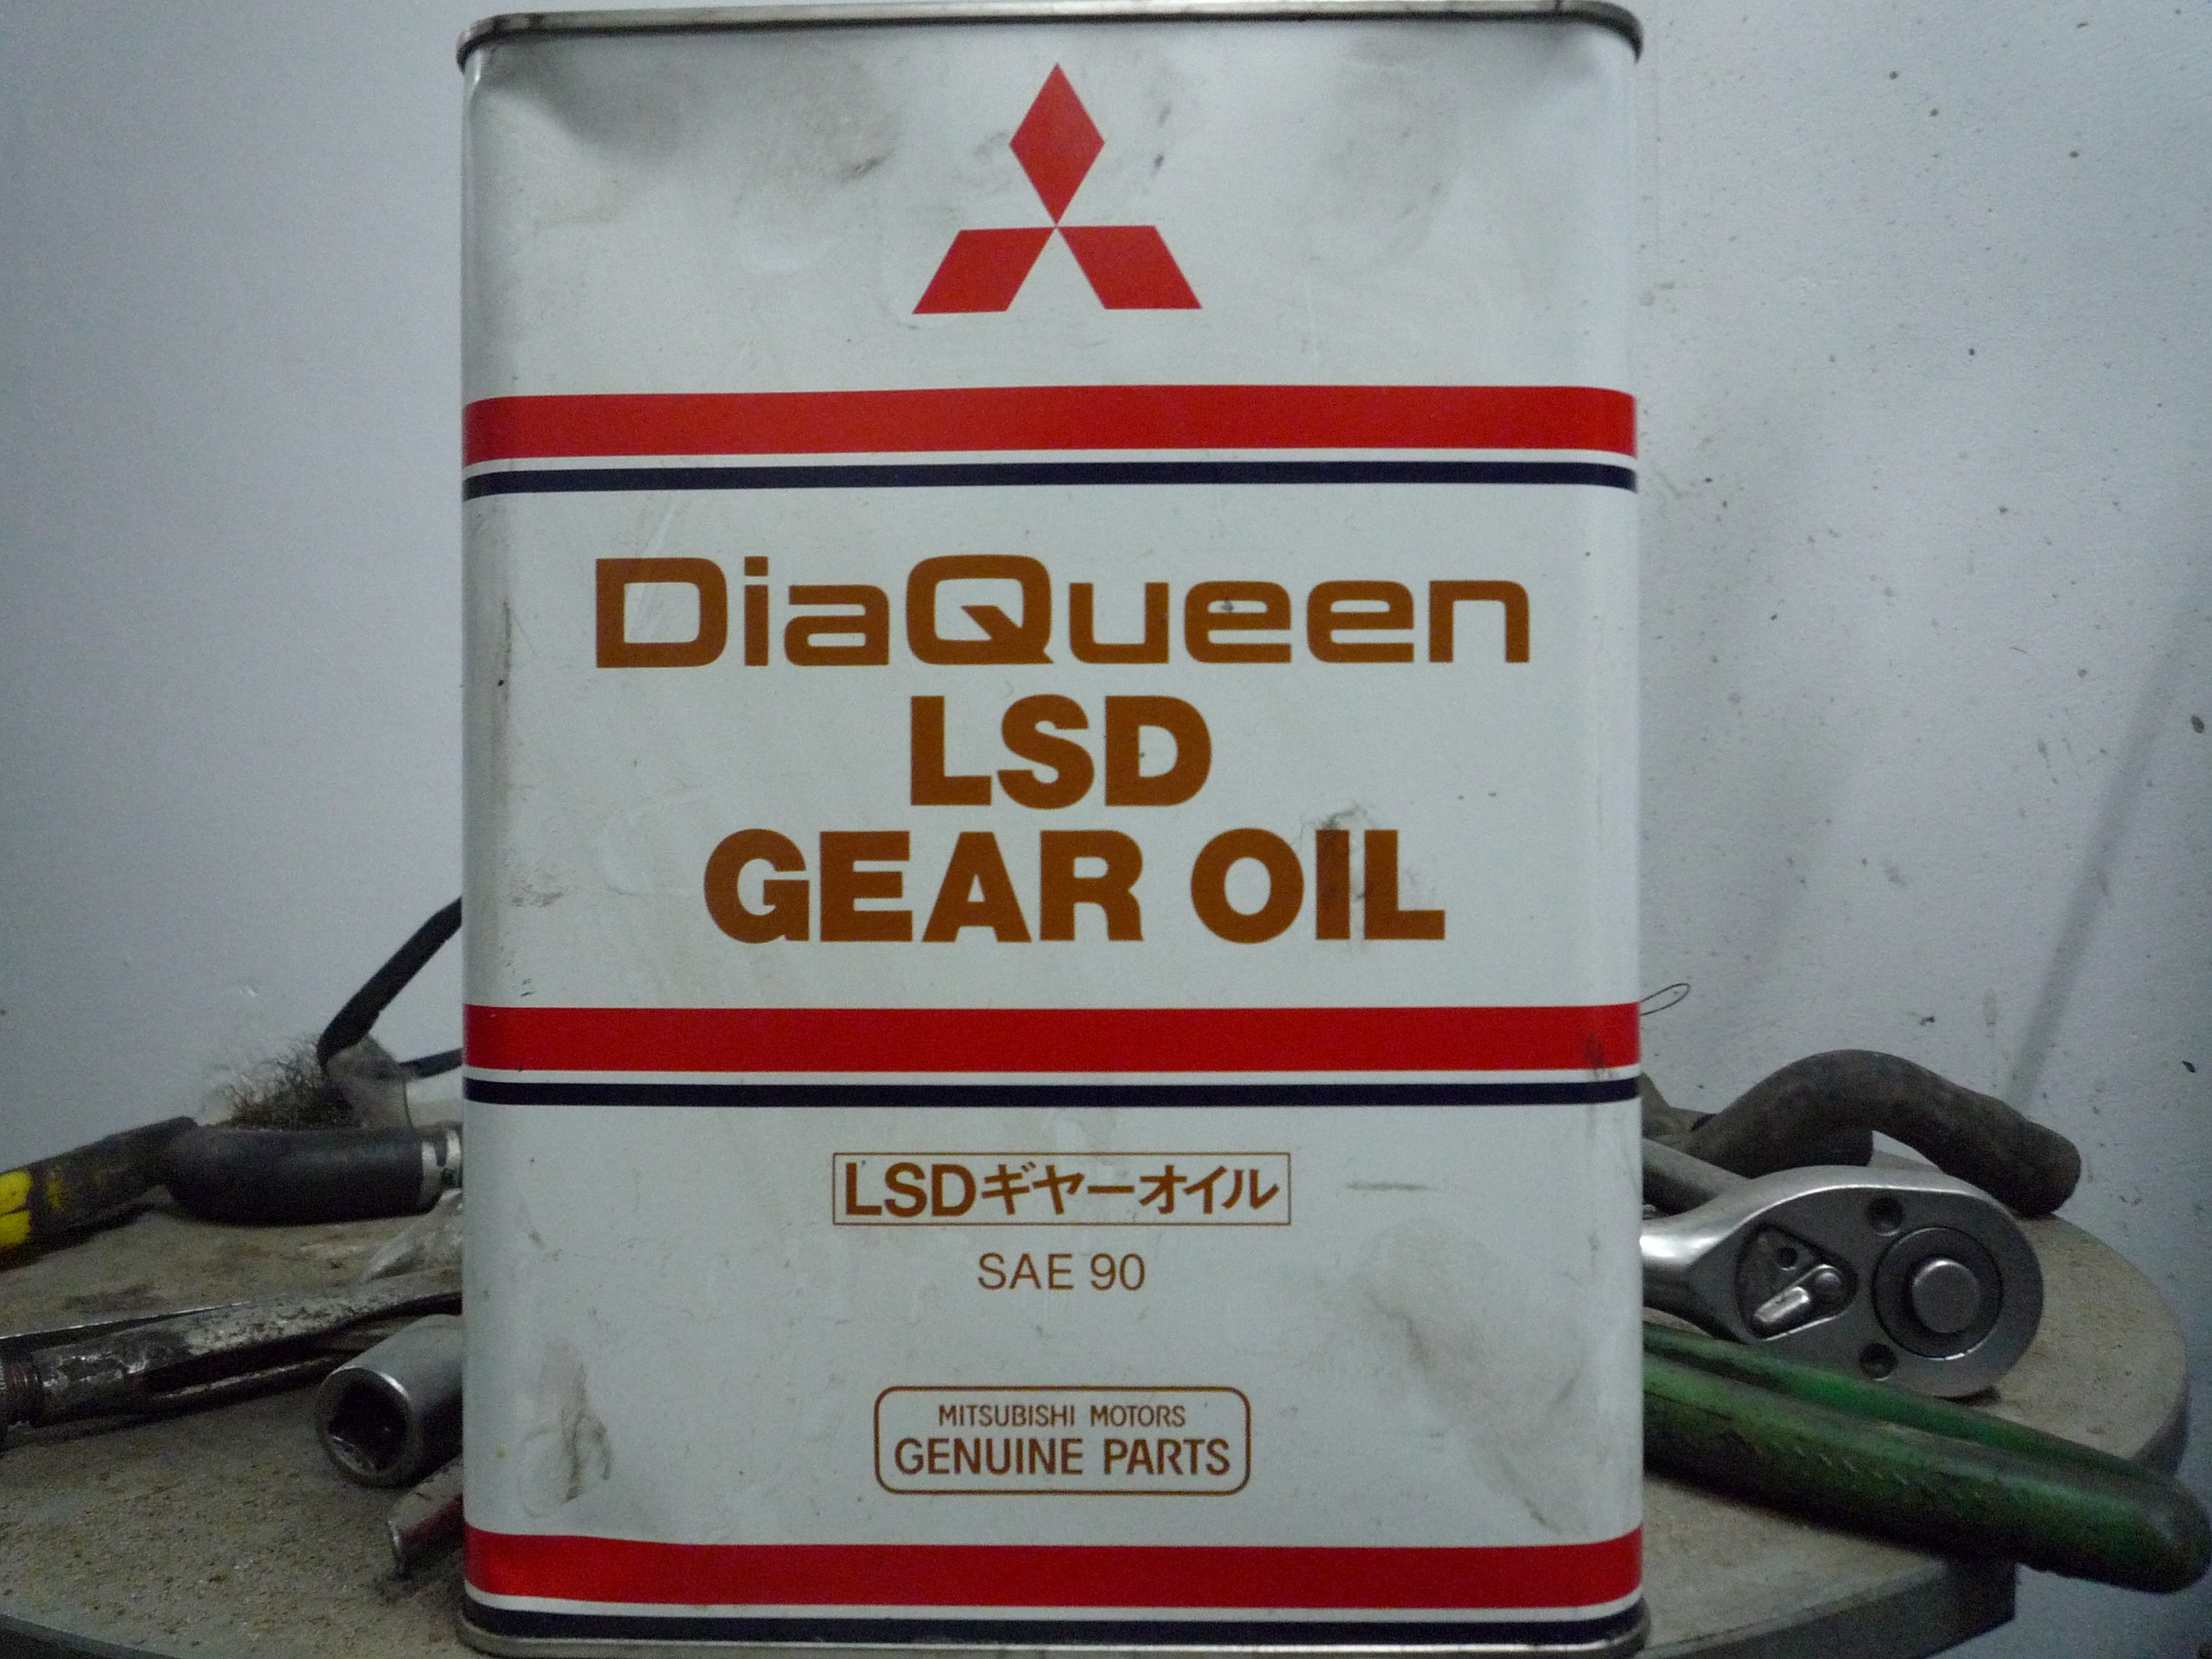 DiaQueen
LSD
GEAR OIL
LSDギヤーオイル
SAE 90
MITSUBISHI MOTORS
GENUINE PARTS